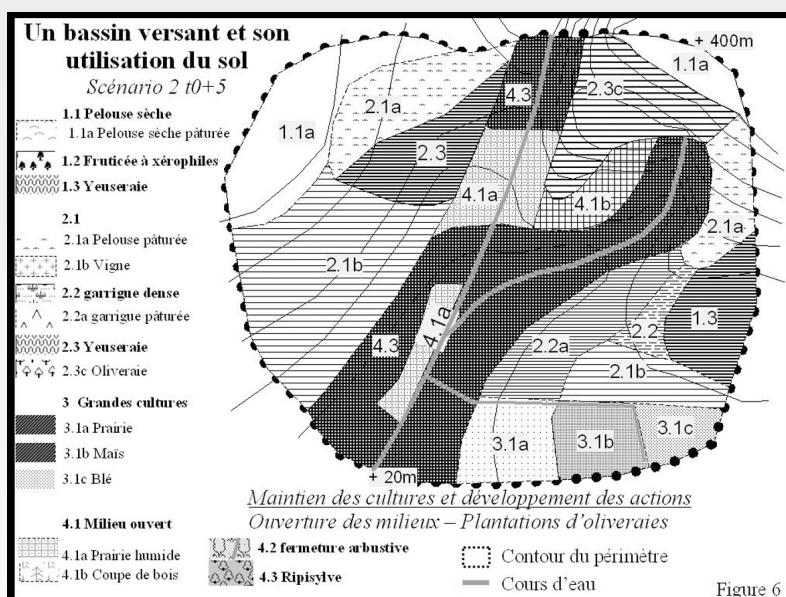 Un bassin versant et son
utilisation du sol
Scénario 2 t0+5
1.1 Pelouse sèche
1.1a Pelouse sèche pâturée
1.2 Fruticée à xérophiles
1.3 Yeuseraie
2.1
2.1a Pelouse pâturée
2.1b Vigne
2.2 garrigue dense
2.2a garrigue pâturée
2.3 Yeuseraie
2.3c Oliveraie
3 Grandes cultures
3.1a Prairie
3.1b Maïs
3.1c Blé
4.1 Milieu ouvert
4.1a Prairie humide
4.1b Coupe de bois
4.2 fermeture arbustive
4.3 Ripisylve
+ 400m
1.1a
4.3
2.3c
2.1a
1.1a
2.3
4.1a
4.1b
2.1a
2.1b
4.1a
4.3
2.2a
2.2
1.3
2.1b
3.1a
3.1b
3.1c
+ 20m
Maintien des cultures et développement des actions
Ouverture des milieux – Plantations d'oliveraies
Contour du périmètre
Cours d'eau
Figure 6